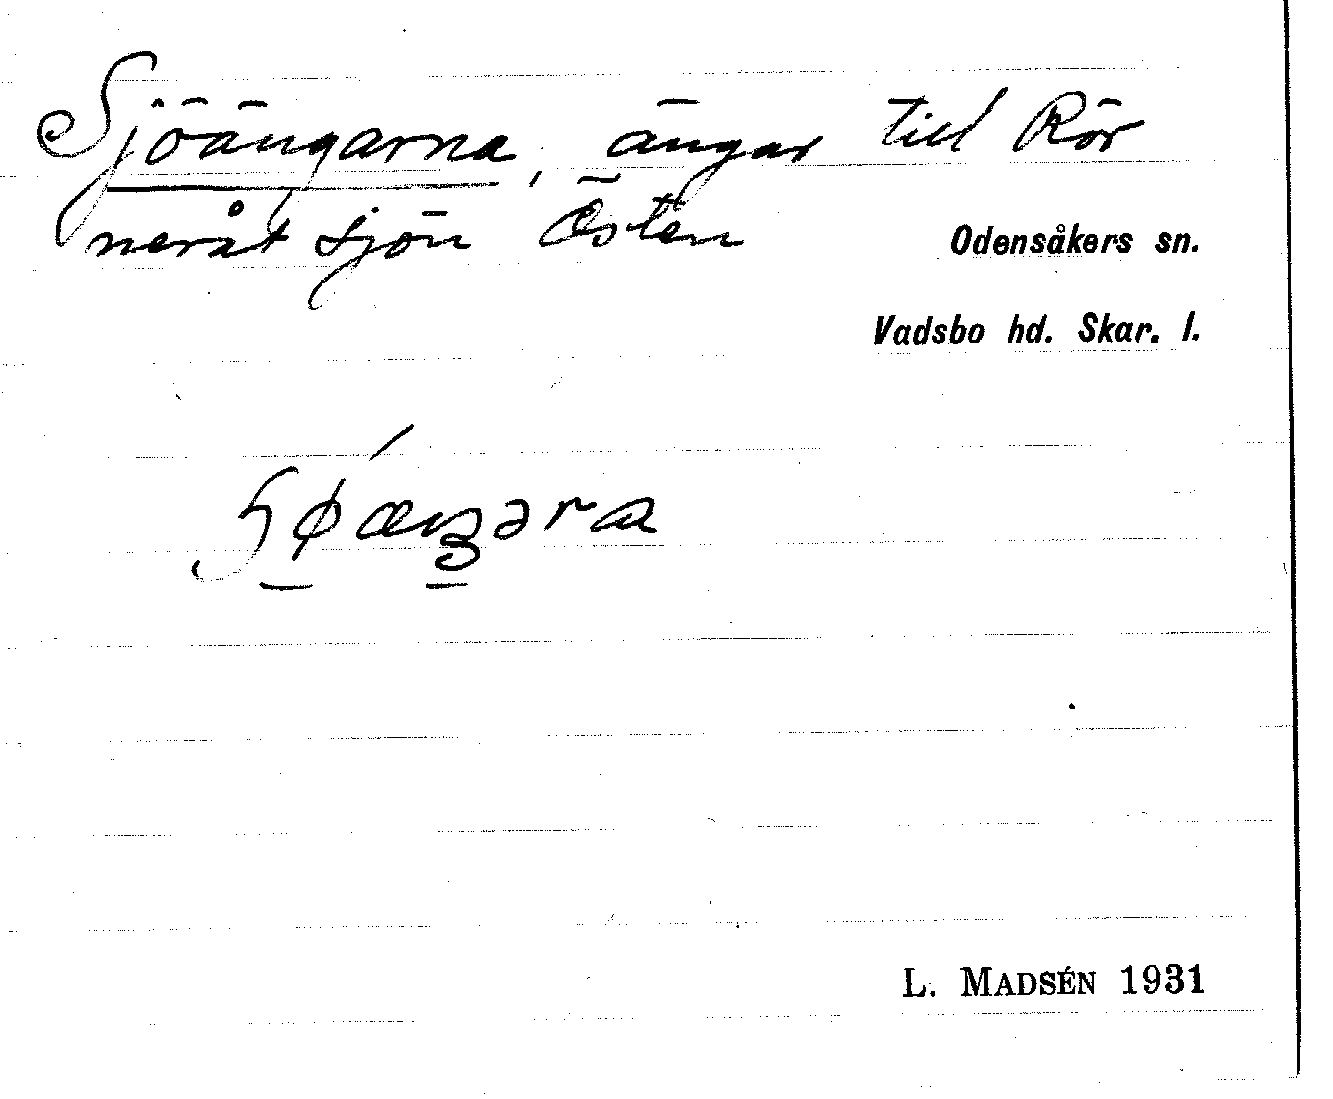 Sjöängarna, ängar till Rör
neråt sjön Östen
Odensåkers sn.
Vadsbo hd. Skar. l.
L. MADSÉN 1931